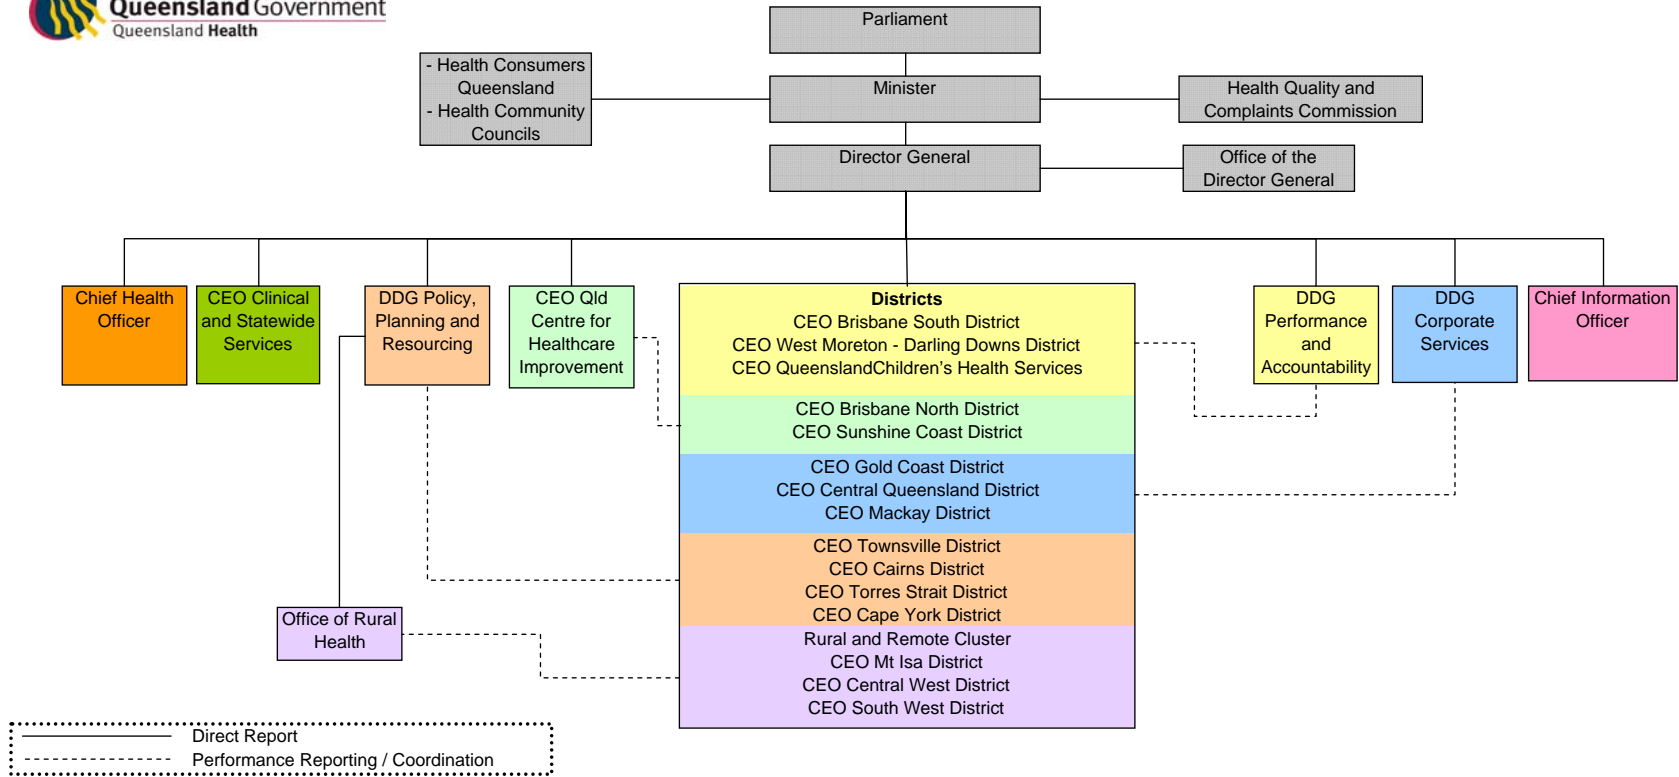 Queensland Government
Queensland Health
Parliament
- Health Consumers
Queensland
- Health Community
Councils
Minister
Health Quality and
Complaints Commission
Director General
Office of the
Director General
Chief Health
Officer
CEO Clinical
and Statewide
Services
DDG Policy,
Planning and
Resourcing
CEO Qld
Centre for
Healthcare
Improvement
Districts
CEO Brisbane South District
CEO West Moreton - Darling Downs District
CEO QueenslandChildren's Health Services
CEO Brisbane North District
CEO Sunshine Coast District
CEO Gold Coast District
CEO Central Queensland District
CEO Mackay District
CEO Townsville District
CEO Cairns District
CEO Torres Strait District
CEO Cape York District
Rural and Remote Cluster
CEO Mt Isa District
CEO Central West District
CEO South West District
DDG
Performance
and
Accountability
DDG
Corporate
Services
Chief Information
Officer
Office of Rural
Health
Direct Report
Performance Reporting / Coordination